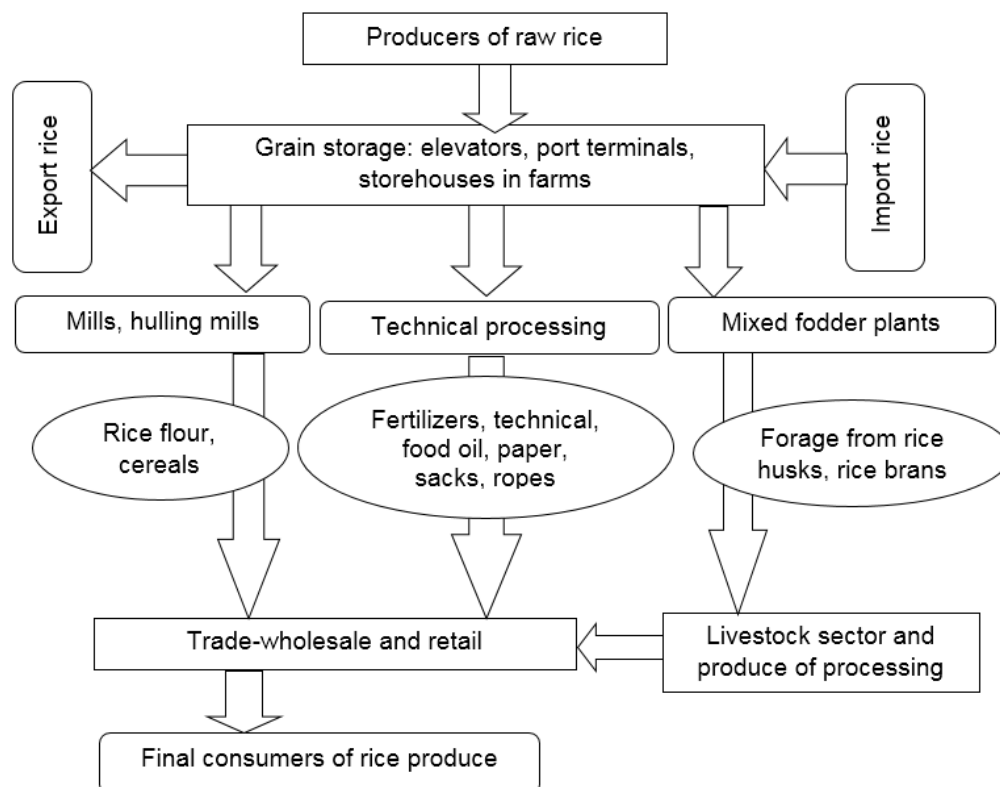 Producers of raw rice
Export rice
Grain storage: elevators, port terminals,
storehouses in farms
Import rice
Mills, hulling mills
Technical processing
Mixed fodder plants
Rice flour,
cereals
Fertilizers, technical,
food oil, paper,
sacks, ropes
Forage from rice
husks, rice brans
Trade-wholesale and retail
Livestock sector and
produce of processing
Final consumers of rice produce